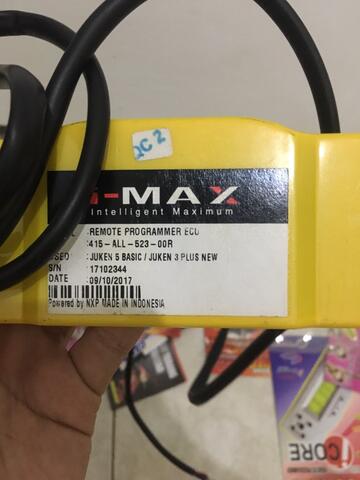 QC 2
i-MAX
Intelligent Maximum
:REMOTE PROGRAMMER ECU
:415-ALL-523-00R
USED :JUKEN 5 BASIC / JUKEN 3 PLUS NEW
S/N :17102344
DATE :09/10/2017
Powered by NXP MADE IN INDONESIA
CORE